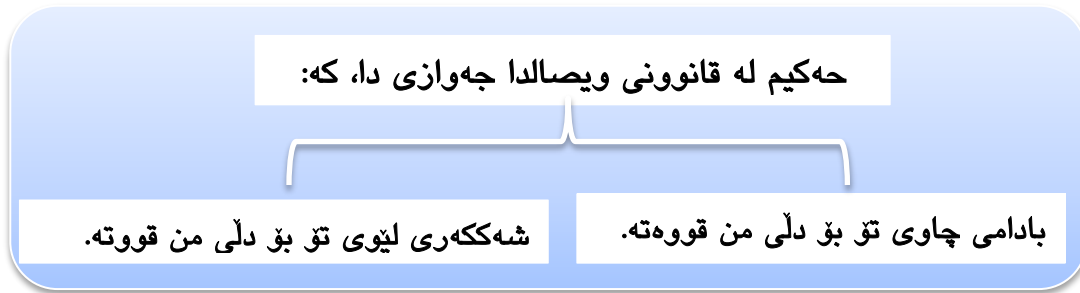 حەکیم لە قانوونی ویصالدا جەوازی دا، کە:
بادامی چاوی تۆ بۆ دڵی من قووەتە.
شەککەری لێوی تۆ بۆ دڵی من قووتە.